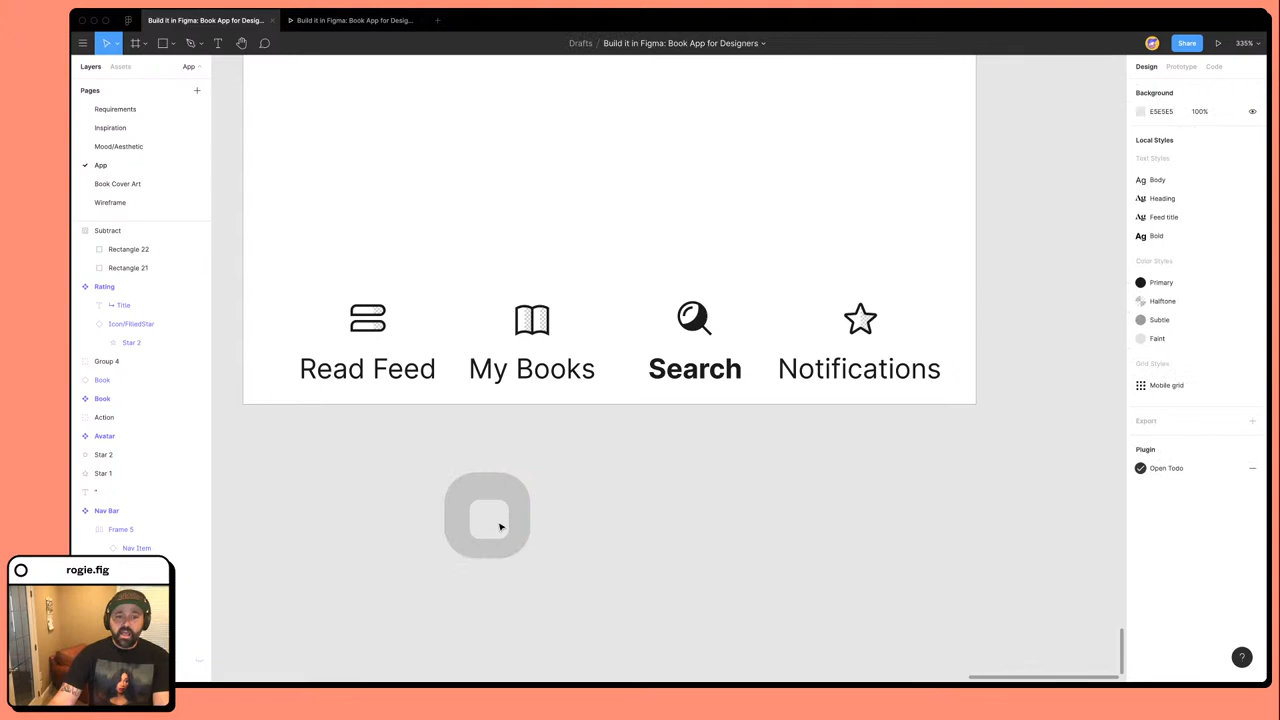 Build it in Figma: Book App for Desig...
Build it in Figma: Book App for Desig...
Drafts / Build it in Figma: Book App for Designers
Share
335%
Layers
Assets
App
Pages
Requirements
Inspiration
Mood/Aesthetic
App
Book Cover Art
Wireframe
Subtract
Rectangle 22
Rectangle 21
Rating
Title
Icon/FilledStar
Star 2
Group 4
Book
Book
Action
Avatar
Star 2
Star 1
"
Nav Bar
Frame 5
Nav Item
rogie.fig
Read Feed
My Books
Search
Notifications
Design
Prototype
Code
Background
E5E5E5
100%
Local Styles
Text Styles
Ag Body
Ag Heading
Ag Feed title
Ag Bold
Color Styles
Primary
Halftone
Subtle
Faint
Grid Styles
Mobile grid
Export
Plugin
Open Todo
?